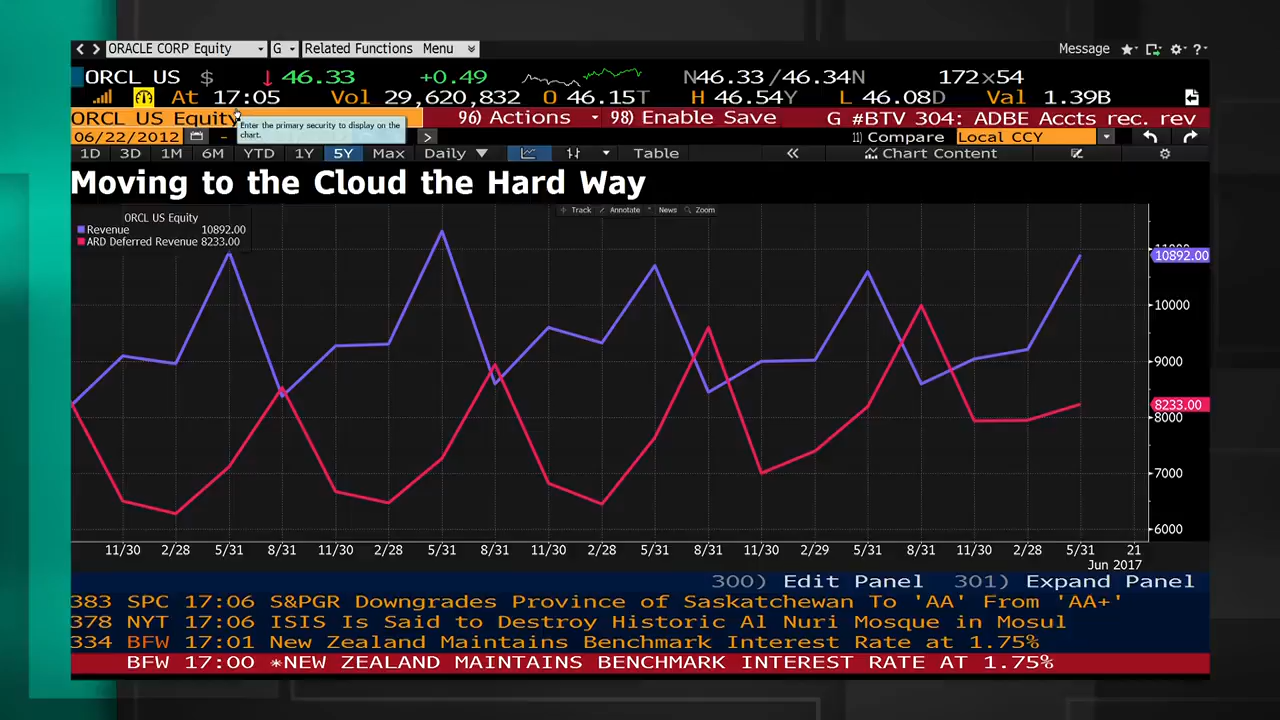 ORACLE CORP Equity G Related Functions Menu Message ?
ORCL US $ 46.33 +0.49 N46.33 /46.34N 172x54
At 17:05 Vol 29,620,832 O 46.15T H 46.54Y L 46.08D Val 1.39B
ORCL US Equity 96) Actions 98) Enable Save G #BTV 304: ADBE Accts rec. rev
Enter the primary security to display on the
chart.
06/22/2012 – > 11) Compare Local CCY
1D 3D 1M 6M YTD 1Y 5Y Max Daily Table « Chart Content
Moving to the Cloud the Hard Way
Track Annotate News Zoom
ORCL US Equity
Revenue 10892.00
ARD Deferred Revenue 8233.00
11000
10892.00
10000
9000
8233.00
8000
7000
6000
11/30 2/28 5/31 8/31 11/30 2/28 5/31 8/31 11/30 2/28 5/31 8/31 11/30 2/29 5/31 8/31 11/30 2/28 5/31 21
Jun 2017
300) Edit Panel 301) Expand Panel
383 SPC 17:06 S&PGR Downgrades Province of Saskatchewan To 'AA' From 'AA+'
378 NYT 17:06 ISIS Is Said to Destroy Historic Al Nuri Mosque in Mosul
334 BFW 17:01 New Zealand Maintains Benchmark Interest Rate at 1.75%
BFW 17:00 *NEW ZEALAND MAINTAINS BENCHMARK INTEREST RATE AT 1.75%